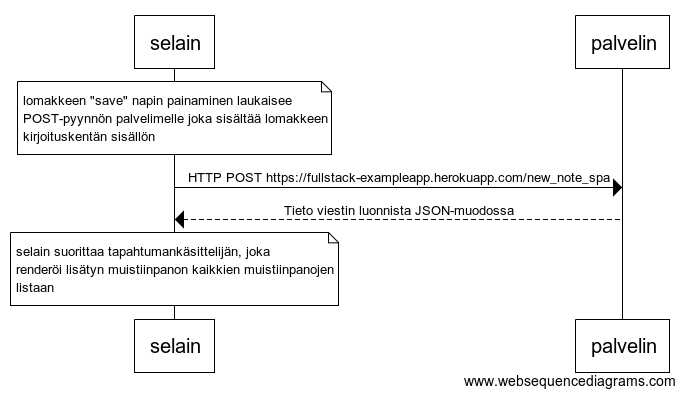 selain
palvelin
lomakkeen "save" napin painaminen laukaisee
POST-pyynnön palvelimelle joka sisältää lomakkeen
kirjoituskentän sisällön
HTTP POST https://fullstack-exampleapp.herokuapp.com/new_note_spa
Tieto viestin luonnista JSON-muodossa
selain suorittaa tapahtumankäsittelijän, joka
renderöi lisätyn muistiinpanon kaikkien muistiinpanojen
listaan
selain
palvelin
www.websequencediagrams.com